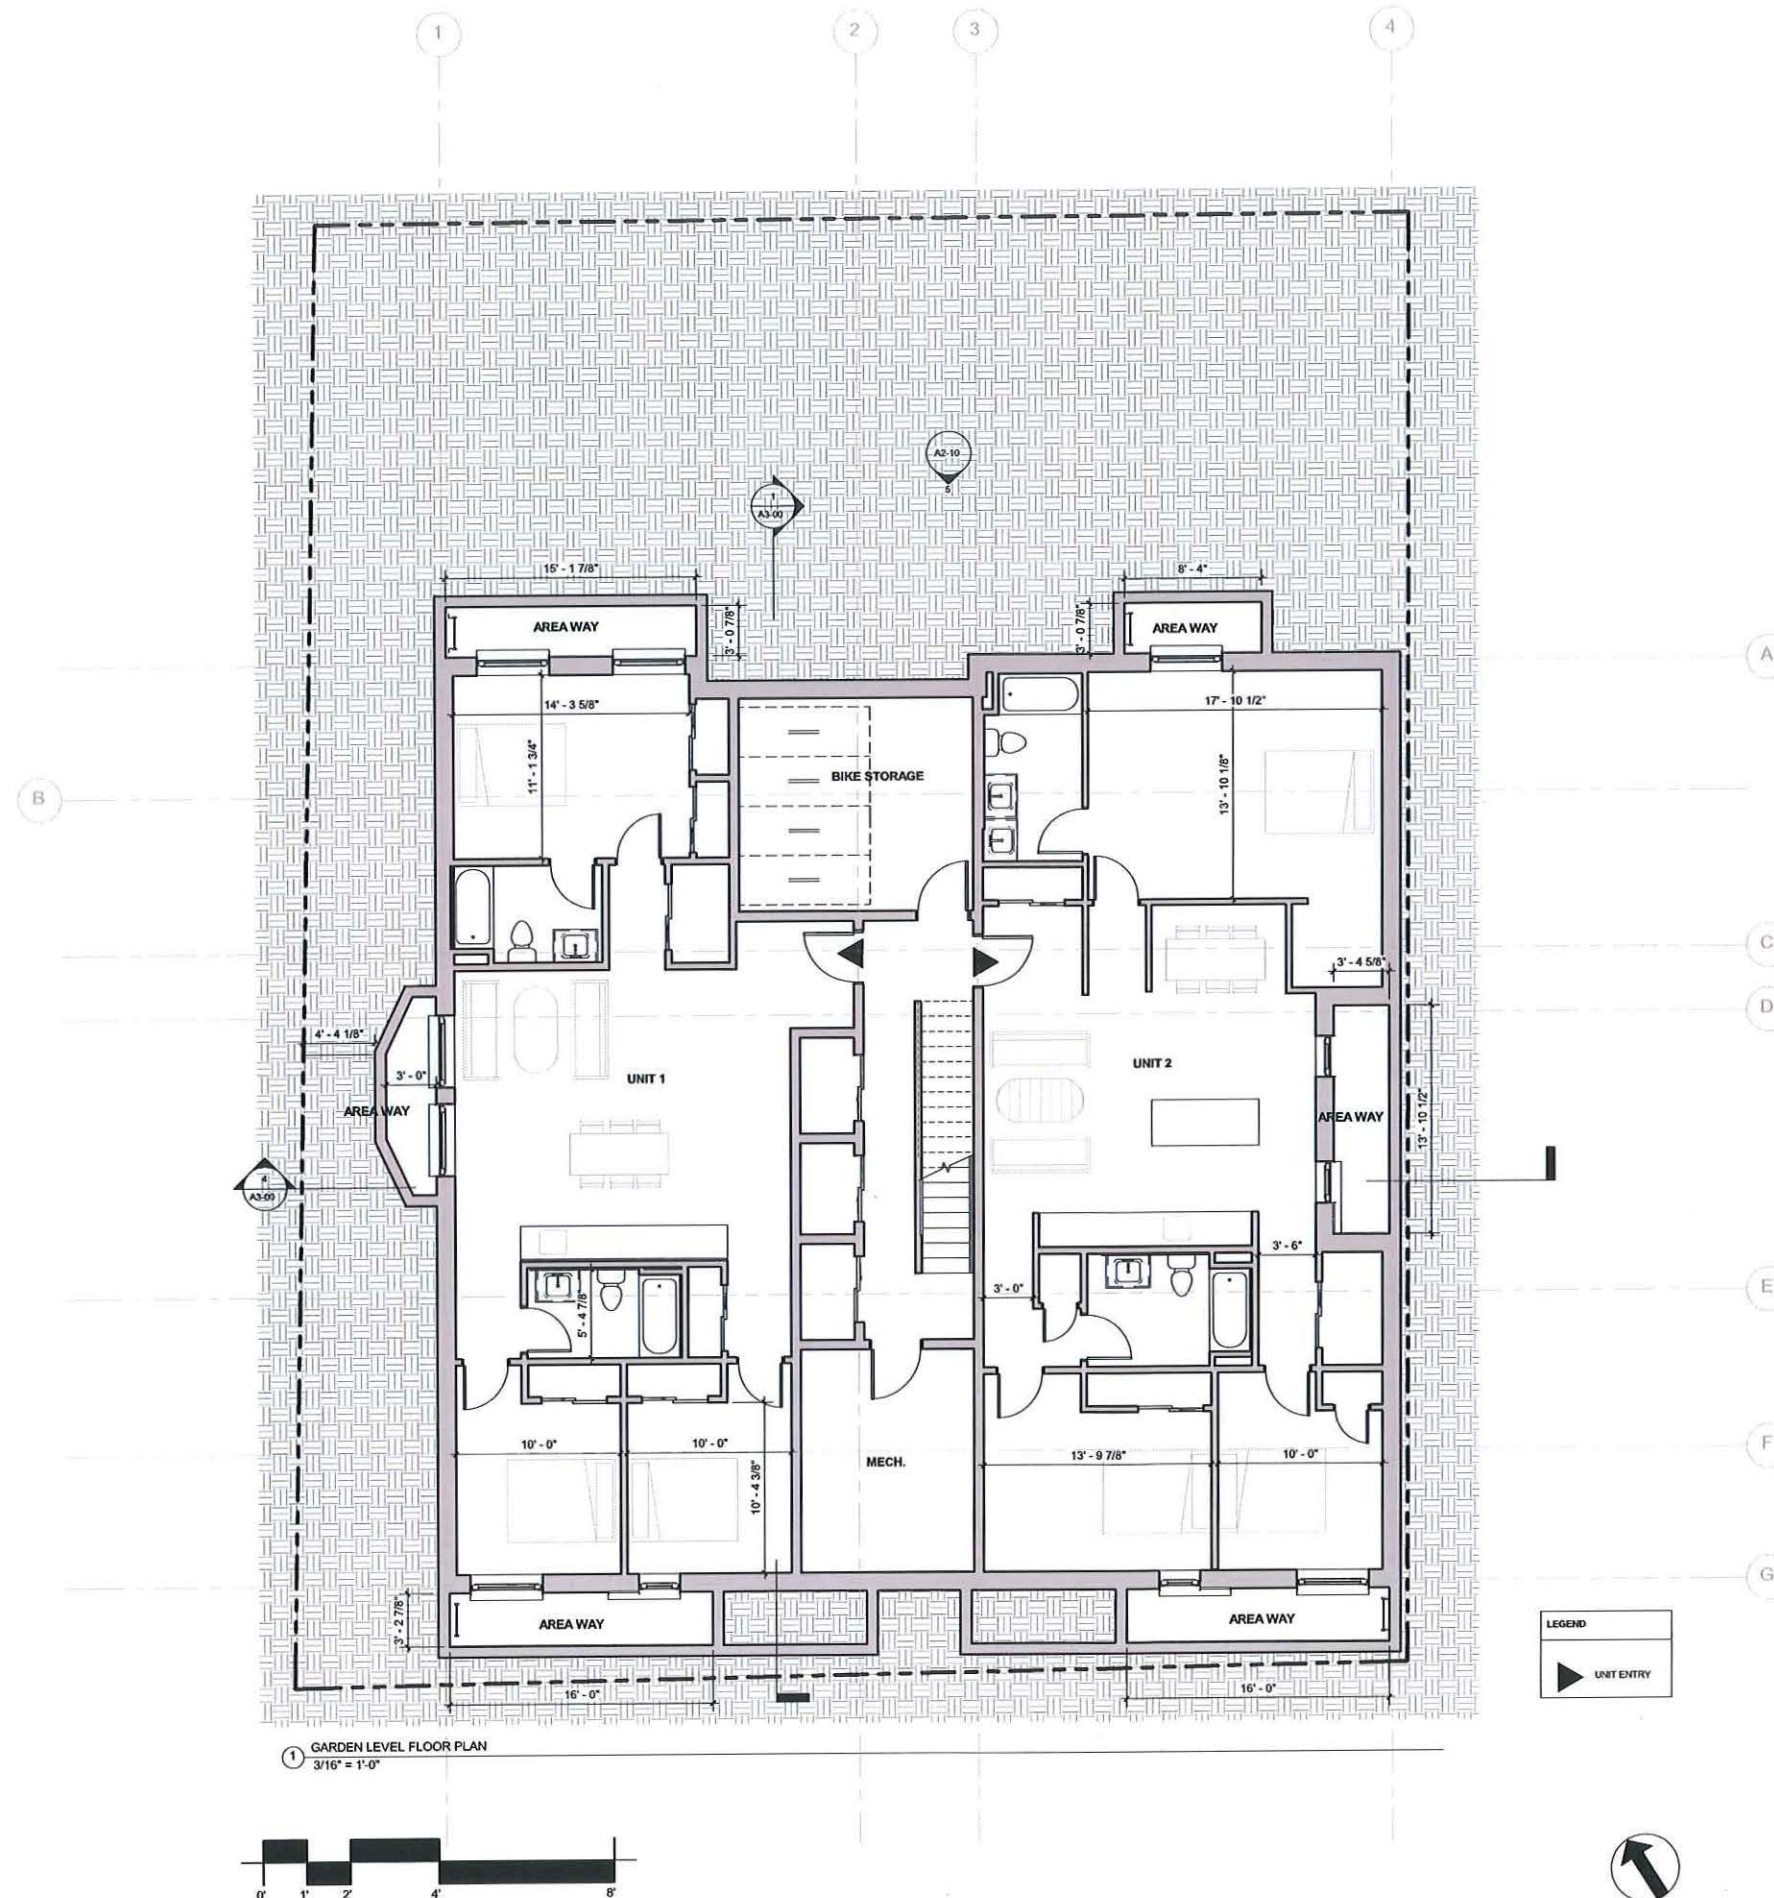 1
2
3
4
A2-10
5
1
A3-00
15' - 1 7/8"
8' - 4"
AREA WAY
3' - 0 7/8"
3' - 0 7/8"
AREA WAY
A
14' - 3 5/8"
17' - 10 1/2"
11' - 1 3/4"
BIKE STORAGE
13' - 10 1/8"
B
C
3' - 4 5/8"
D
4' - 4 1/8"
3' - 0"
UNIT 1
UNIT 2
AREA WAY
AREA WAY
13' - 10 1/2"
4
A3-00
3' - 6"
3' - 0"
E
5' - 4 7/8"
10' - 0"
10' - 0"
10' - 4 3/8"
MECH.
13' - 9 7/8"
10' - 0"
F
G
3' - 2 7/8"
AREA WAY
AREA WAY
16' - 0"
16' - 0"
LEGEND
UNIT ENTRY
1
GARDEN LEVEL FLOOR PLAN
3/16" = 1'-0"
0' 1' 2' 4' 8'